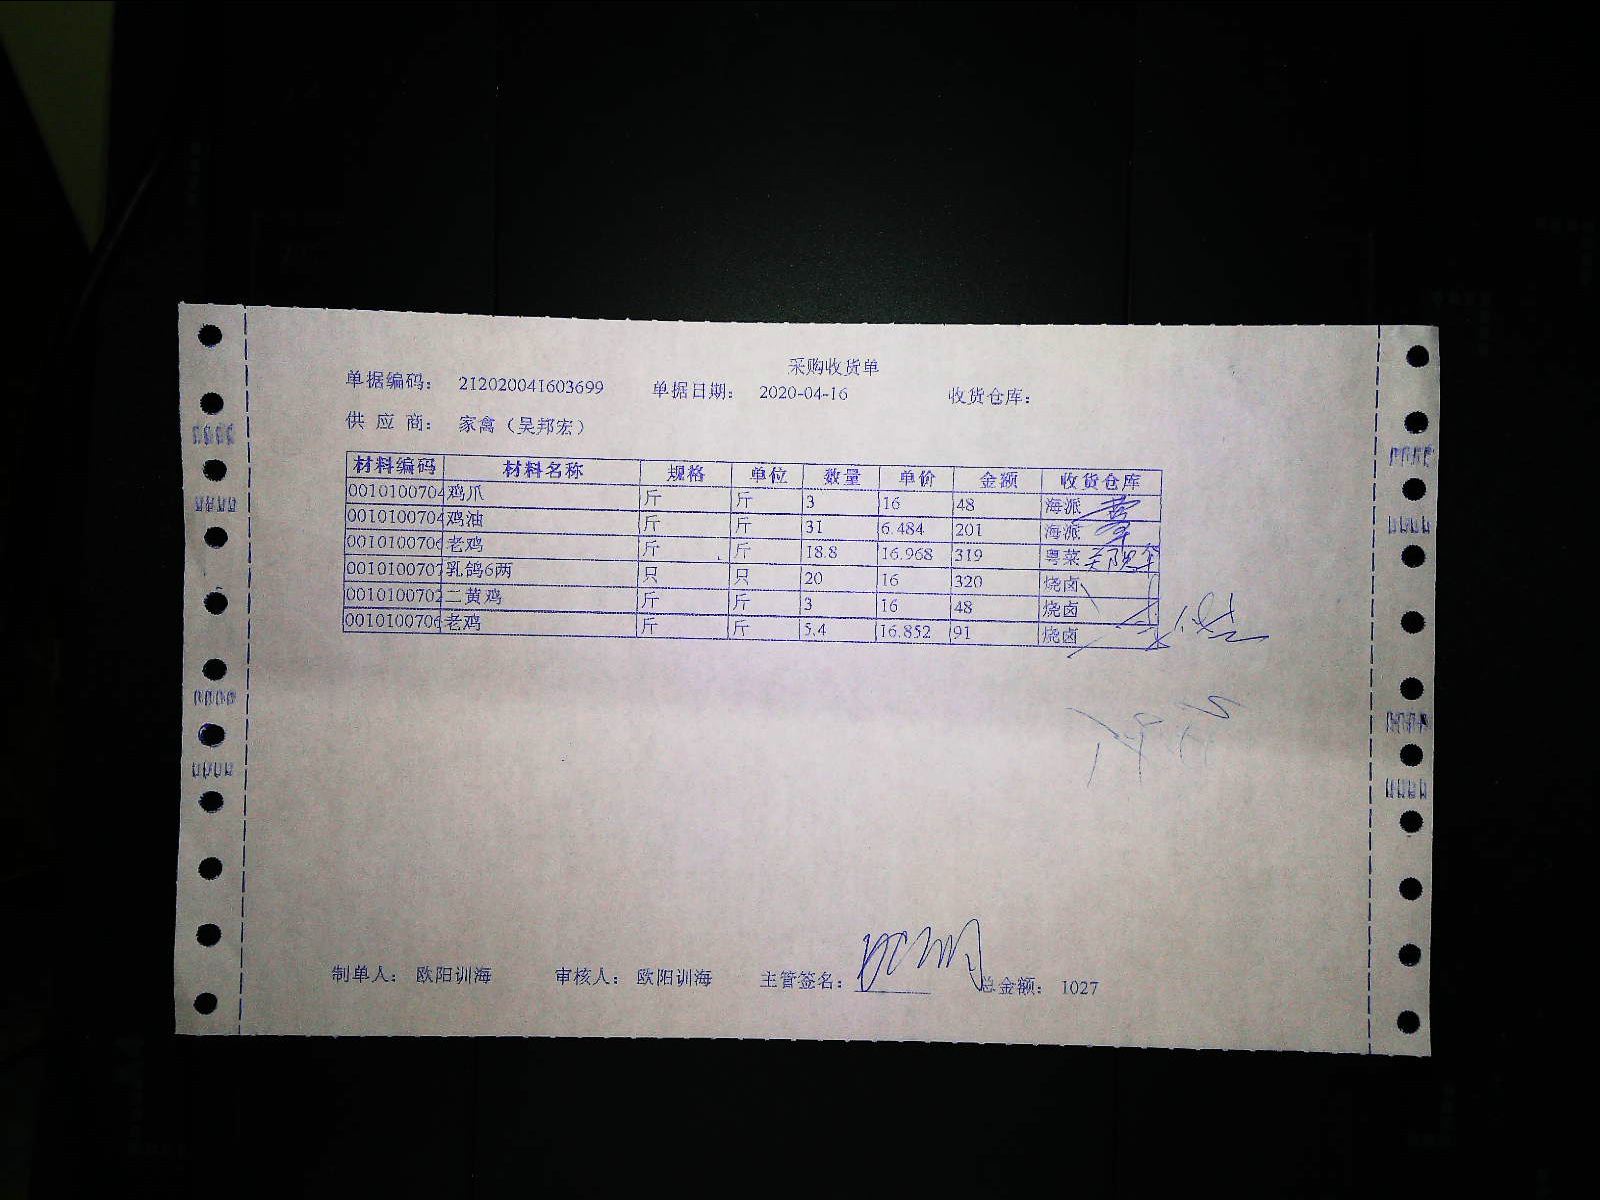 采购收货单
单据编码： 212020041603699 单据日期： 2020-04-16 收货仓库：
供 应 商： 家禽（吴邦宏）
材料编码 材料名称 规格 单位 数量 单价 金额 收货仓库
0010100704 鸡爪 斤 斤 3 16 48 海派
0010100704 鸡油 斤 斤 31 6.484 201 海派
001010070 老鸡 斤 斤 18.8 16.968 319 粤菜
001010070 乳鸽6两 只 只 20 16 320 烧卤
0010100702 二黄鸡 斤 斤 3 16 48 烧卤
001010070 老鸡 斤 斤 5.4 16.852 91 烧卤
制单人： 欧阳训海 审核人： 欧阳训海 主管签名： 总金额： 1027